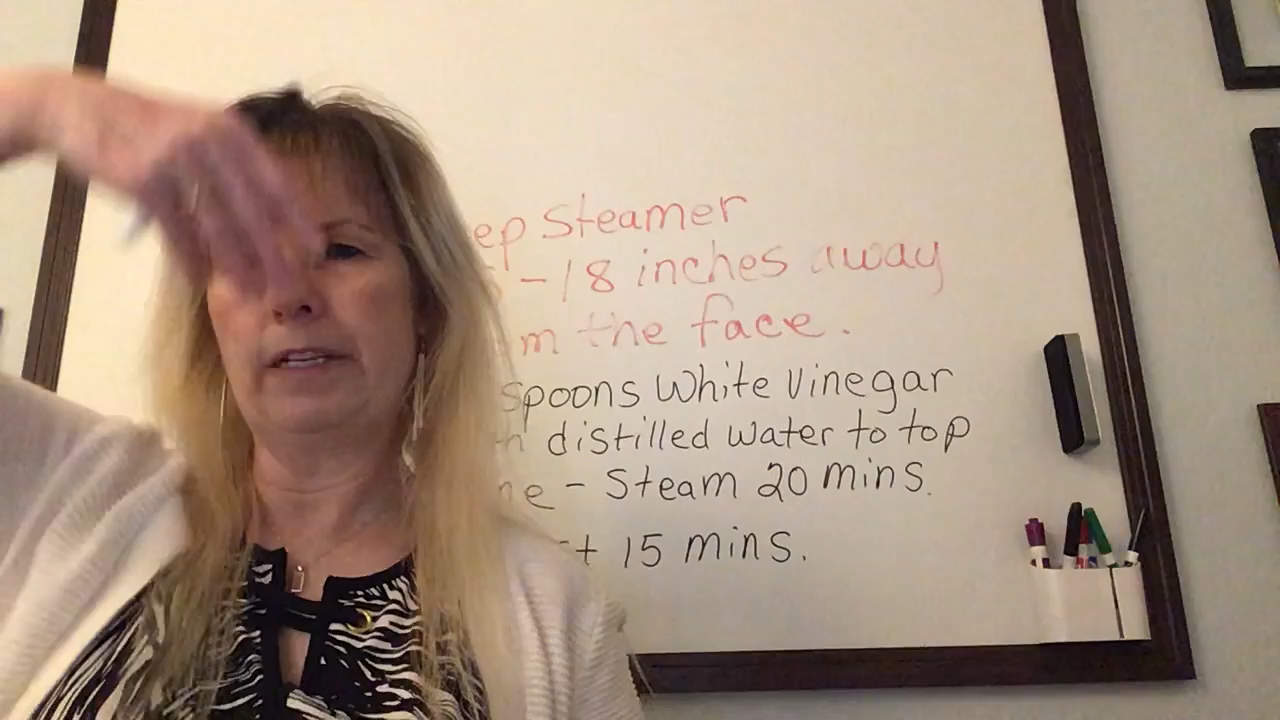 ep Steamer
-18 inches away
m the face.
spoons White Vinegar
distilled water to top
ne - Steam 20 mins.
t 15 mins.